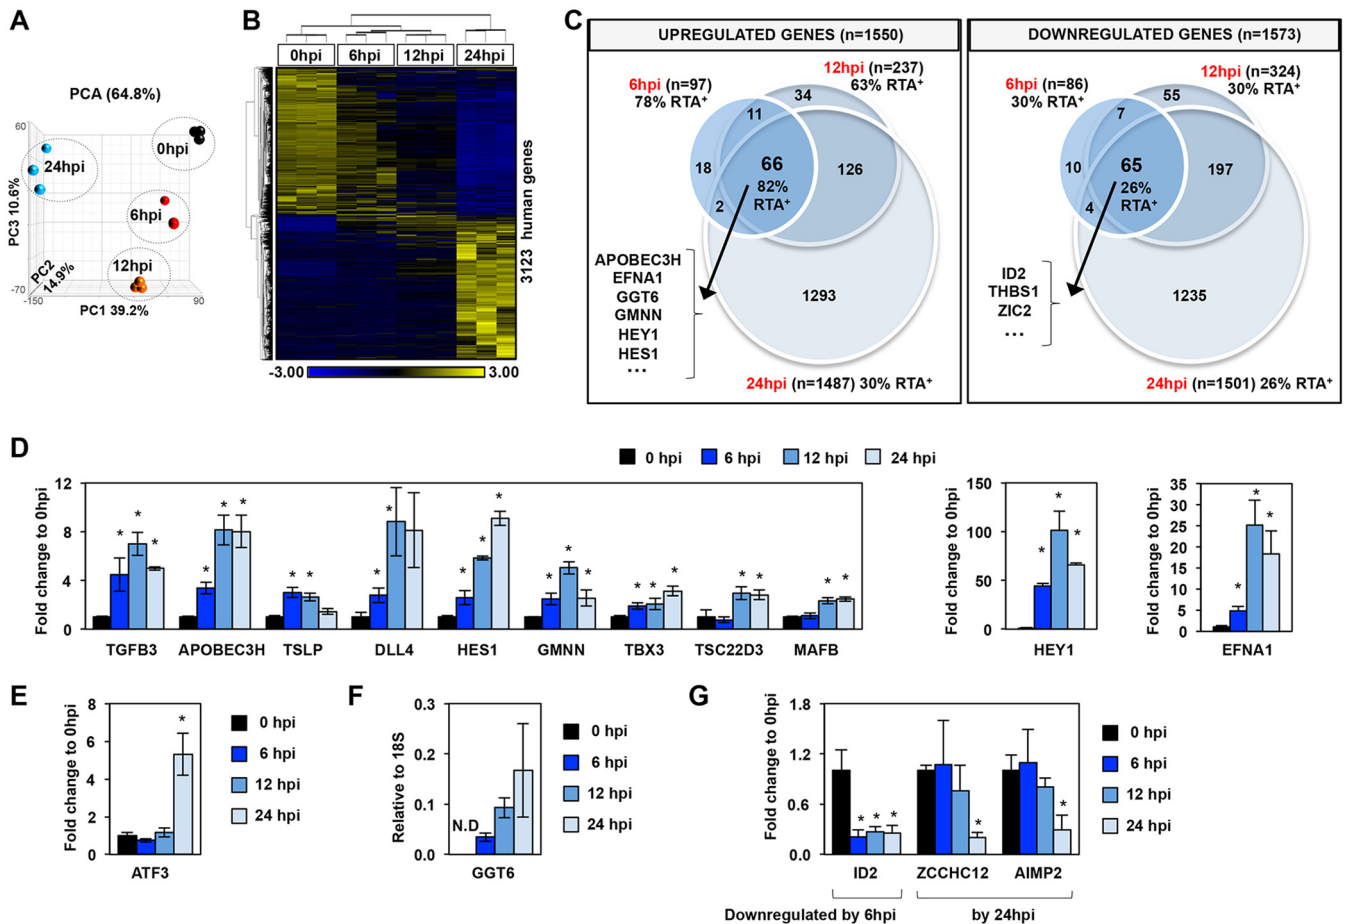 A
PCA (64.8%)
60
0hpi
24hpi
6hpi
12hpi
PC3 10.6%
PC2
14.9%
-70
-150
PC1 39.2%
90
B
0hpi
6hpi
12hpi
24hpi
3123 human genes
-3.00
3.00
C
UPREGULATED GENES (n=1550)
12hpi (n=237)
63% RTA⁺
6hpi (n=97)
78% RTA⁺
34
11
18
66
82%
RTA⁺
126
2
APOBEC3H
EFNA1
GGT6
GMNN
HEY1
HES1
...
1293
24hpi (n=1487) 30% RTA⁺
DOWNREGULATED GENES (n=1573)
12hpi (n=324)
30% RTA⁺
6hpi (n=86)
30% RTA⁺
55
7
10
65
26%
RTA⁺
197
4
ID2
THBS1
ZIC2
...
1235
24hpi (n=1501) 26% RTA⁺
D
0 hpi
6 hpi
12 hpi
24 hpi
Fold change to 0hpi
12
8
4
0
* * *
* * *
* *
* *
* * *
* * *
* * *
* *
* *
TGFB3
APOBEC3H
TSLP
DLL4
HES1
GMNN
TBX3
TSC22D3
MAFB
Fold change to 0hpi
150
100
50
0
* * *
HEY1
Fold change to 0hpi
35
30
25
20
15
10
5
0
* * *
EFNA1
E
Fold change to 0hpi
8
6
4
2
0
*
ATF3
0 hpi
6 hpi
12 hpi
24 hpi
F
Relative to 18S
0.3
0.2
0.1
0.0
N.D
GGT6
0 hpi
6 hpi
12 hpi
24 hpi
G
Fold change to 0hpi
1.8
1.2
0.6
0.0
* * *
*
*
ID2
ZCCHC12
AIMP2
Downregulated by 6hpi
by 24hpi
0 hpi
6 hpi
12 hpi
24 hpi